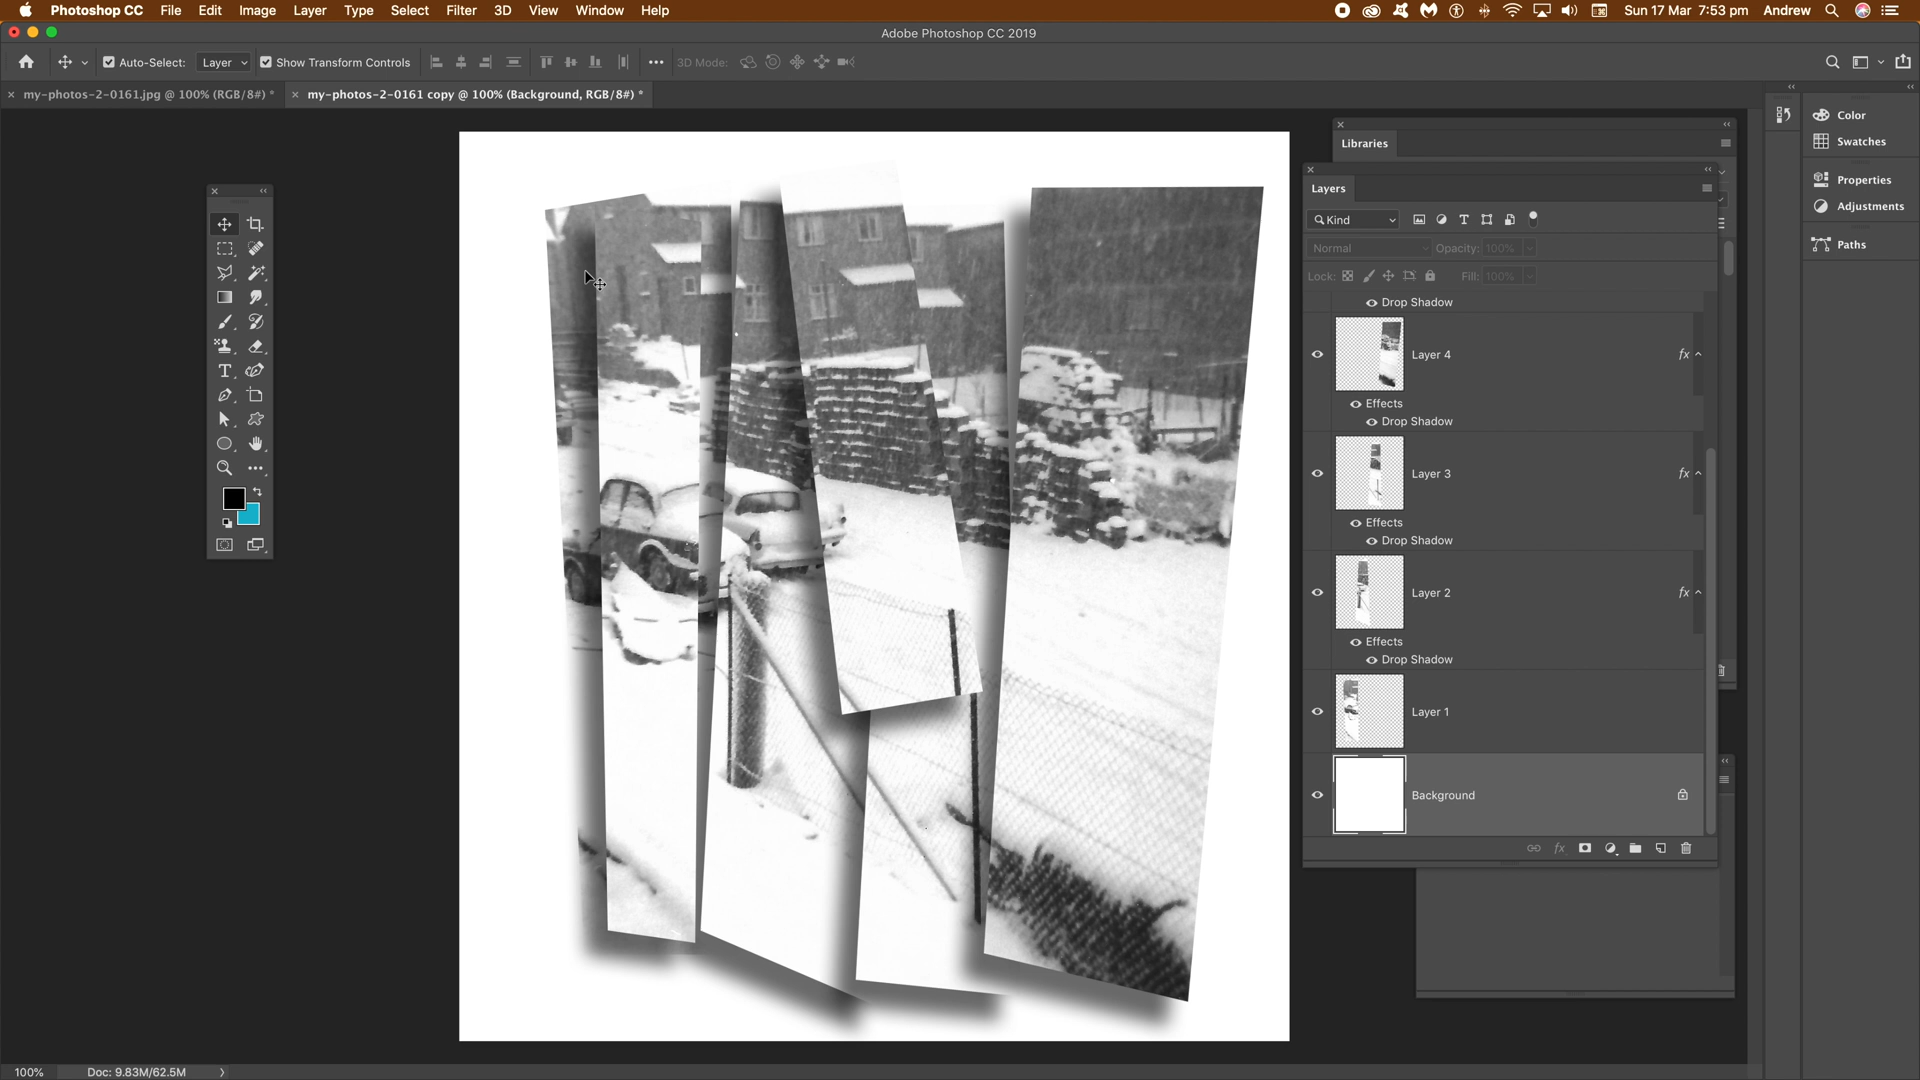 Photoshop CC File Edit Image Layer Type Select Filter 3D View Window Help Sun 17 Mar 7:53 pm Andrew
Adobe Photoshop CC 2019
Auto-Select: Layer Show Transform Controls 3D Mode:
my-photos-2-0161.jpg @ 100% (RGB/8#) * my-photos-2-0161 copy @ 100% (Background, RGB/8#) *
Color
Libraries
Swatches
Layers
Properties
Kind
Adjustments
Normal Opacity: 100%
Paths
Lock: Fill: 100%
Drop Shadow
Layer 4 fx
Effects
Drop Shadow
Layer 3 fx
Effects
Drop Shadow
Layer 2 fx
Effects
Drop Shadow
Layer 1
Background
fx
100% Doc: 9.83M/62.5M